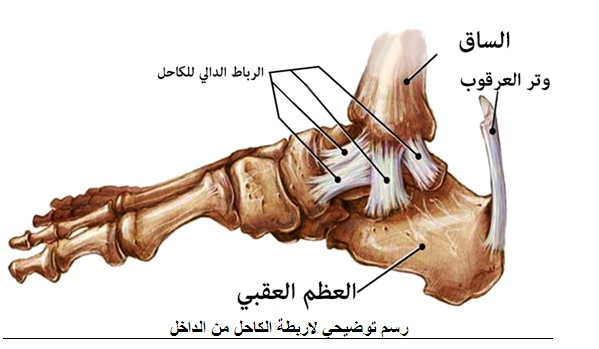 الساق
وتر العرقوب
الرباط الدالي للكاحل
العظم العقبي
رسم توضيحي لاربطة الكاحل من الداخل